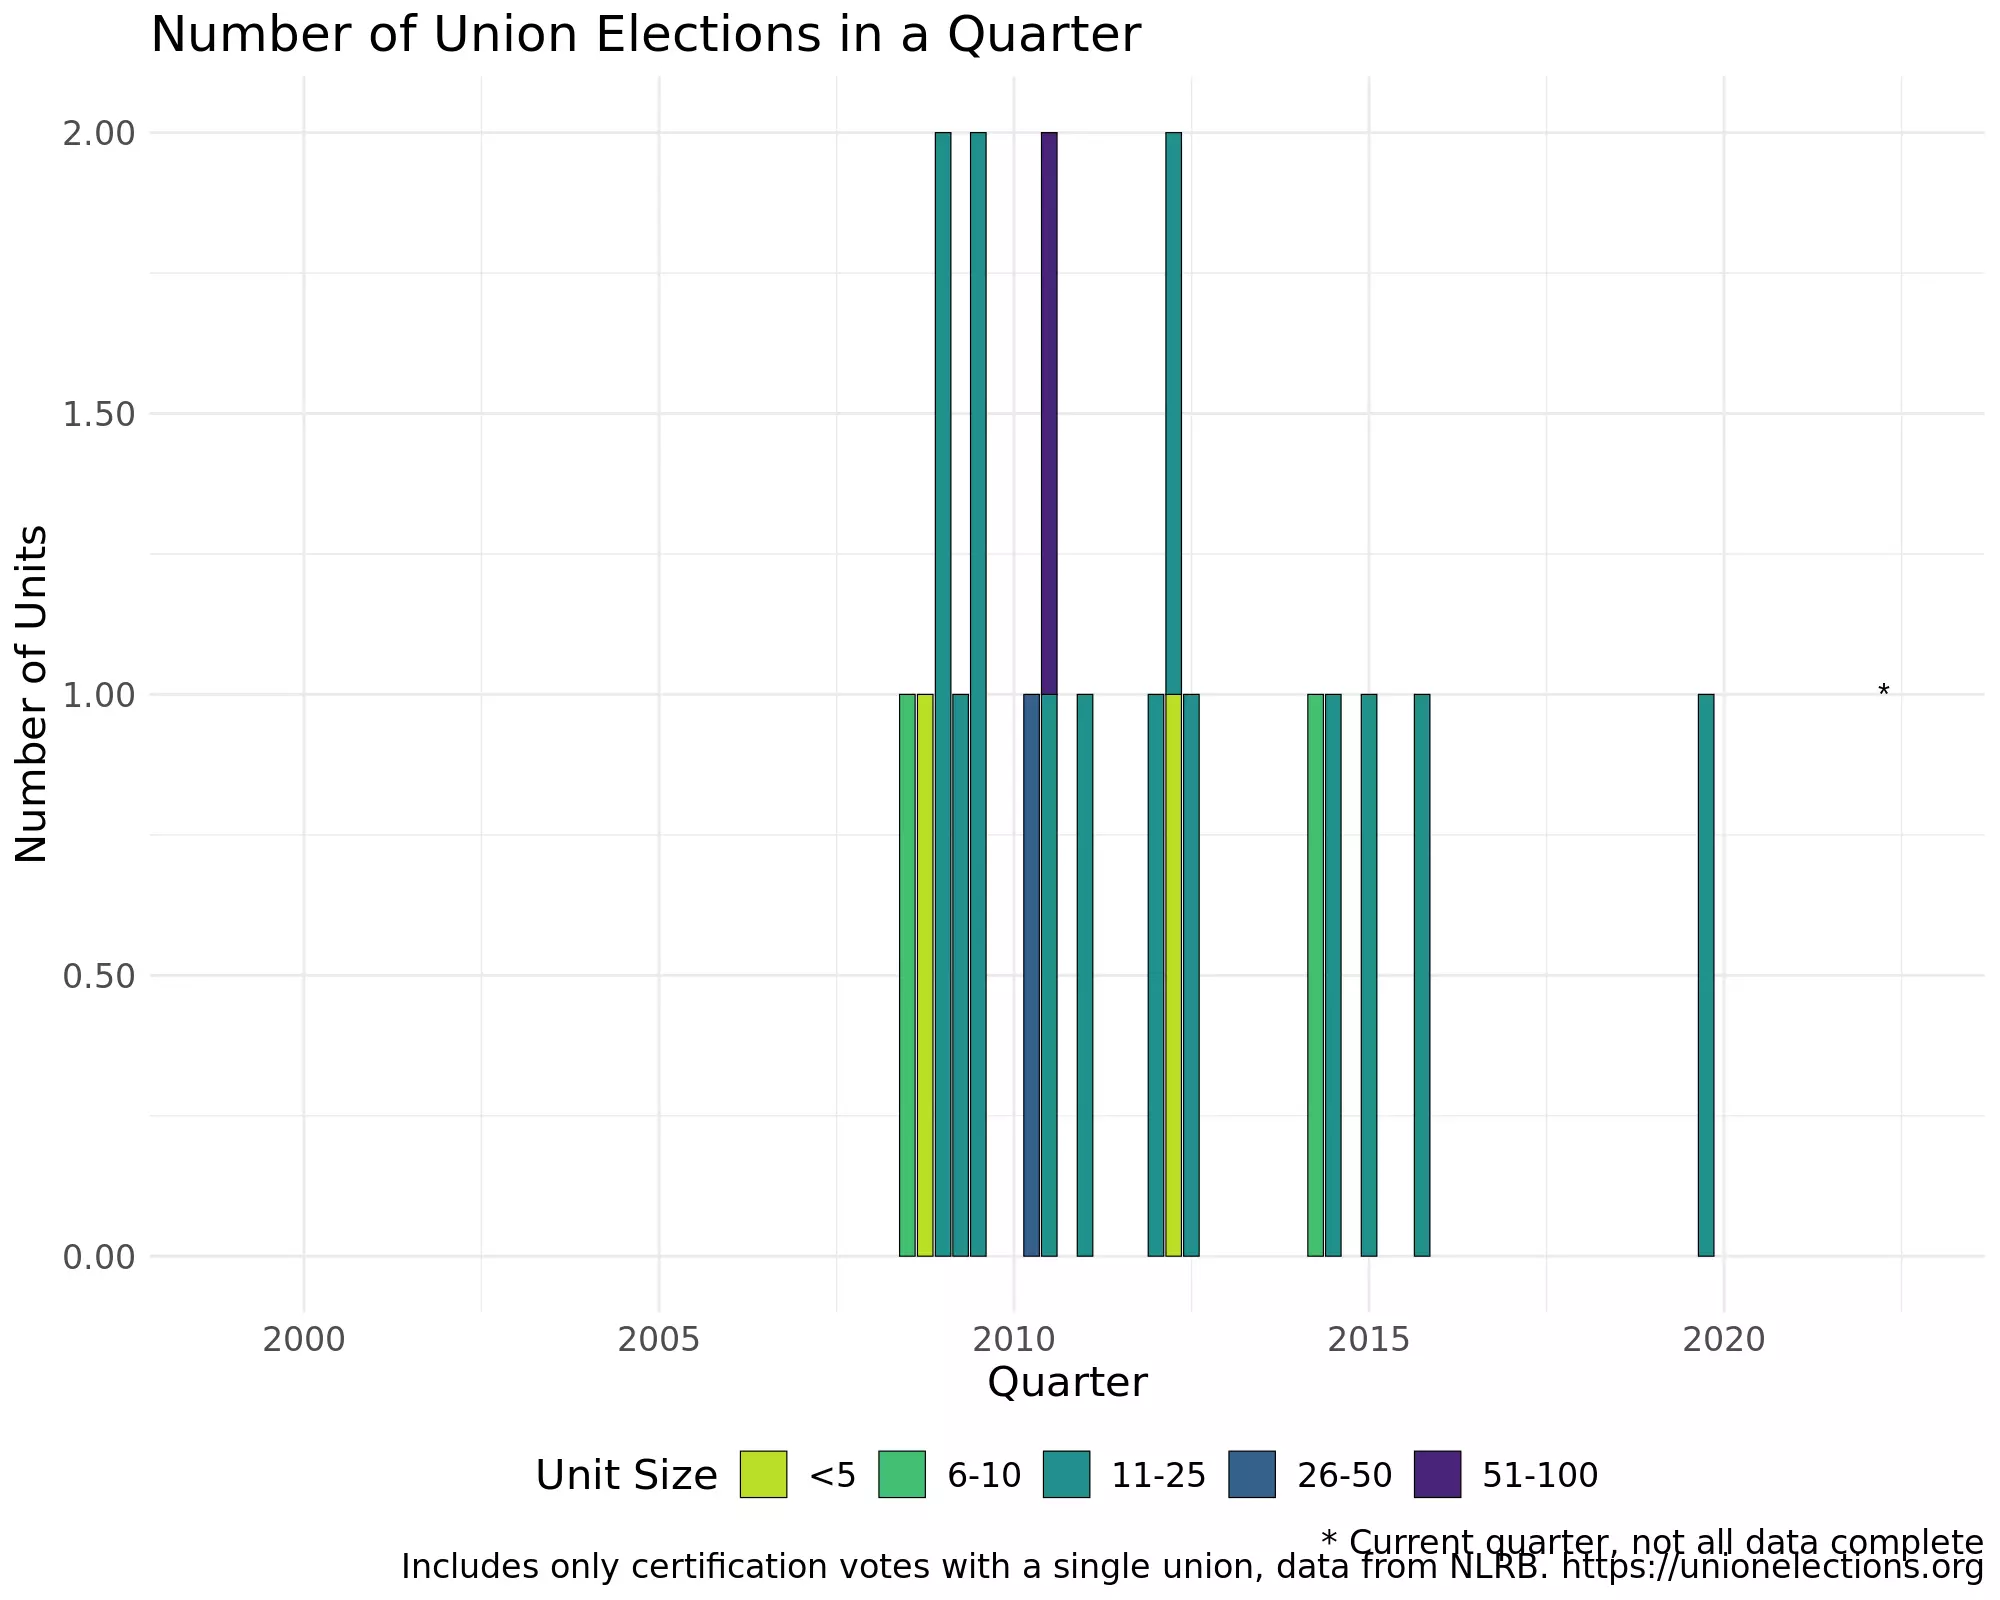 Number of Union Elections in a Quarter
2.00
1.50
1.00
0.50
0.00
Number of Units
*
2000 2005 2010 2015 2020
Quarter
Unit Size <5 6-10 11-25 26-50 51-100
* Current quarter, not all data complete
Includes only certification votes with a single union, data from NLRB. https://unionelections.org